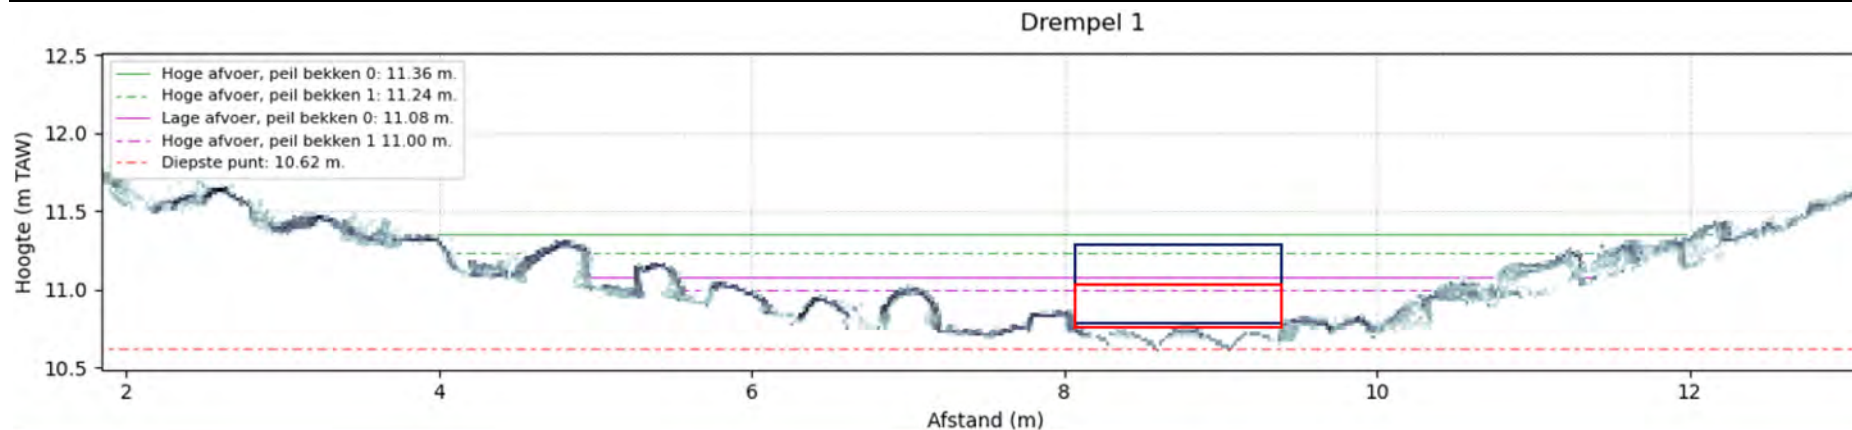 Drempel 1
12.5
Hoge afvoer, peil bekken 0: 11.36 m.
Hoge afvoer, peil bekken 1: 11.24 m.
Lage afvoer, peil bekken 0: 11.08 m.
Hoge afvoer, peil bekken 1 11.00 m.
Diepste punt: 10.62 m.
12.0
11.5
11.0
10.5
Hoogte (m TAW)
2 4 6 8 10 12
Afstand (m)